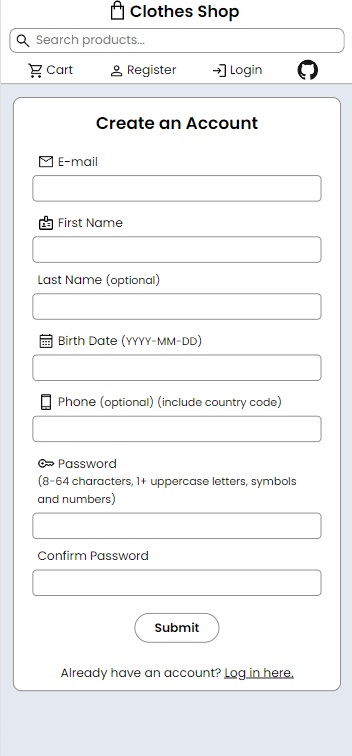 Clothes Shop
Search products...
Cart Register Login
Create an Account
E-mail
First Name
Last Name (optional)
Birth Date (YYYY-MM-DD)
Phone (optional) (include country code)
Password
(8-64 characters, 1+ uppercase letters, symbols
and numbers)
Confirm Password
Submit
Already have an account? Log in here.